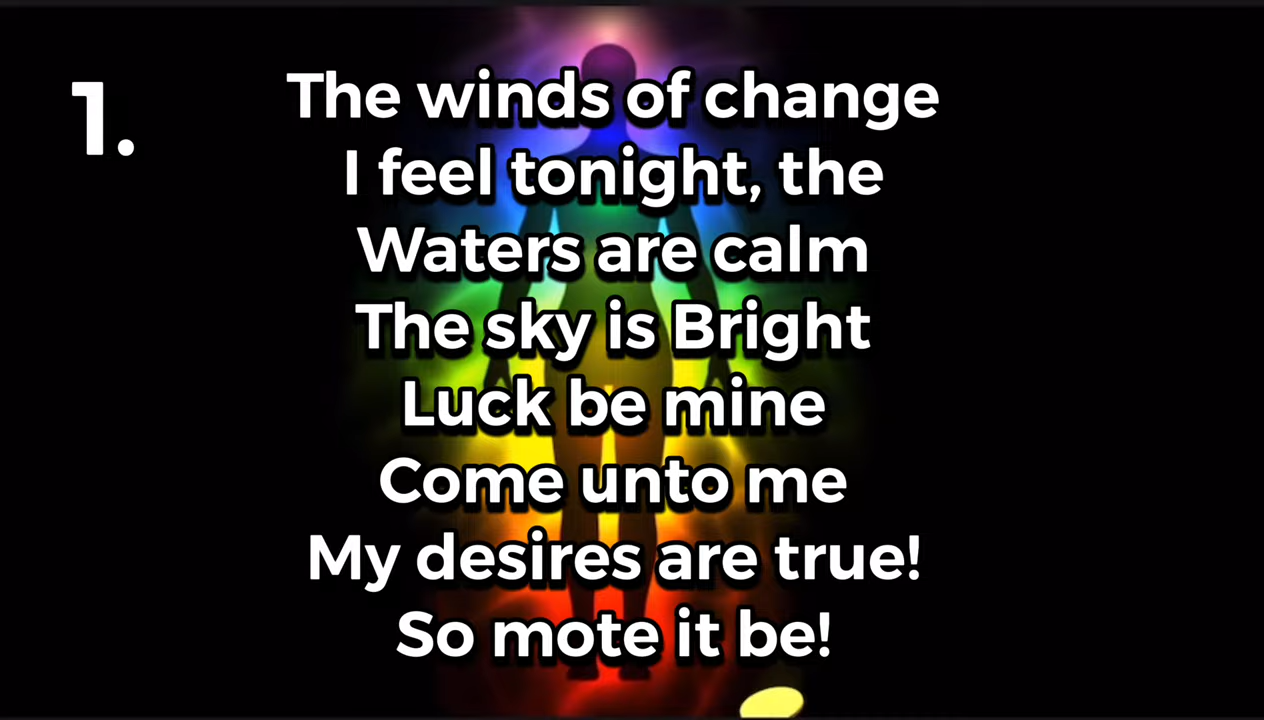 1.
The winds of change
I feel tonight, the
Waters are calm
The sky is Bright
Luck be mine
Come unto me
My desires are true!
So mote it be!